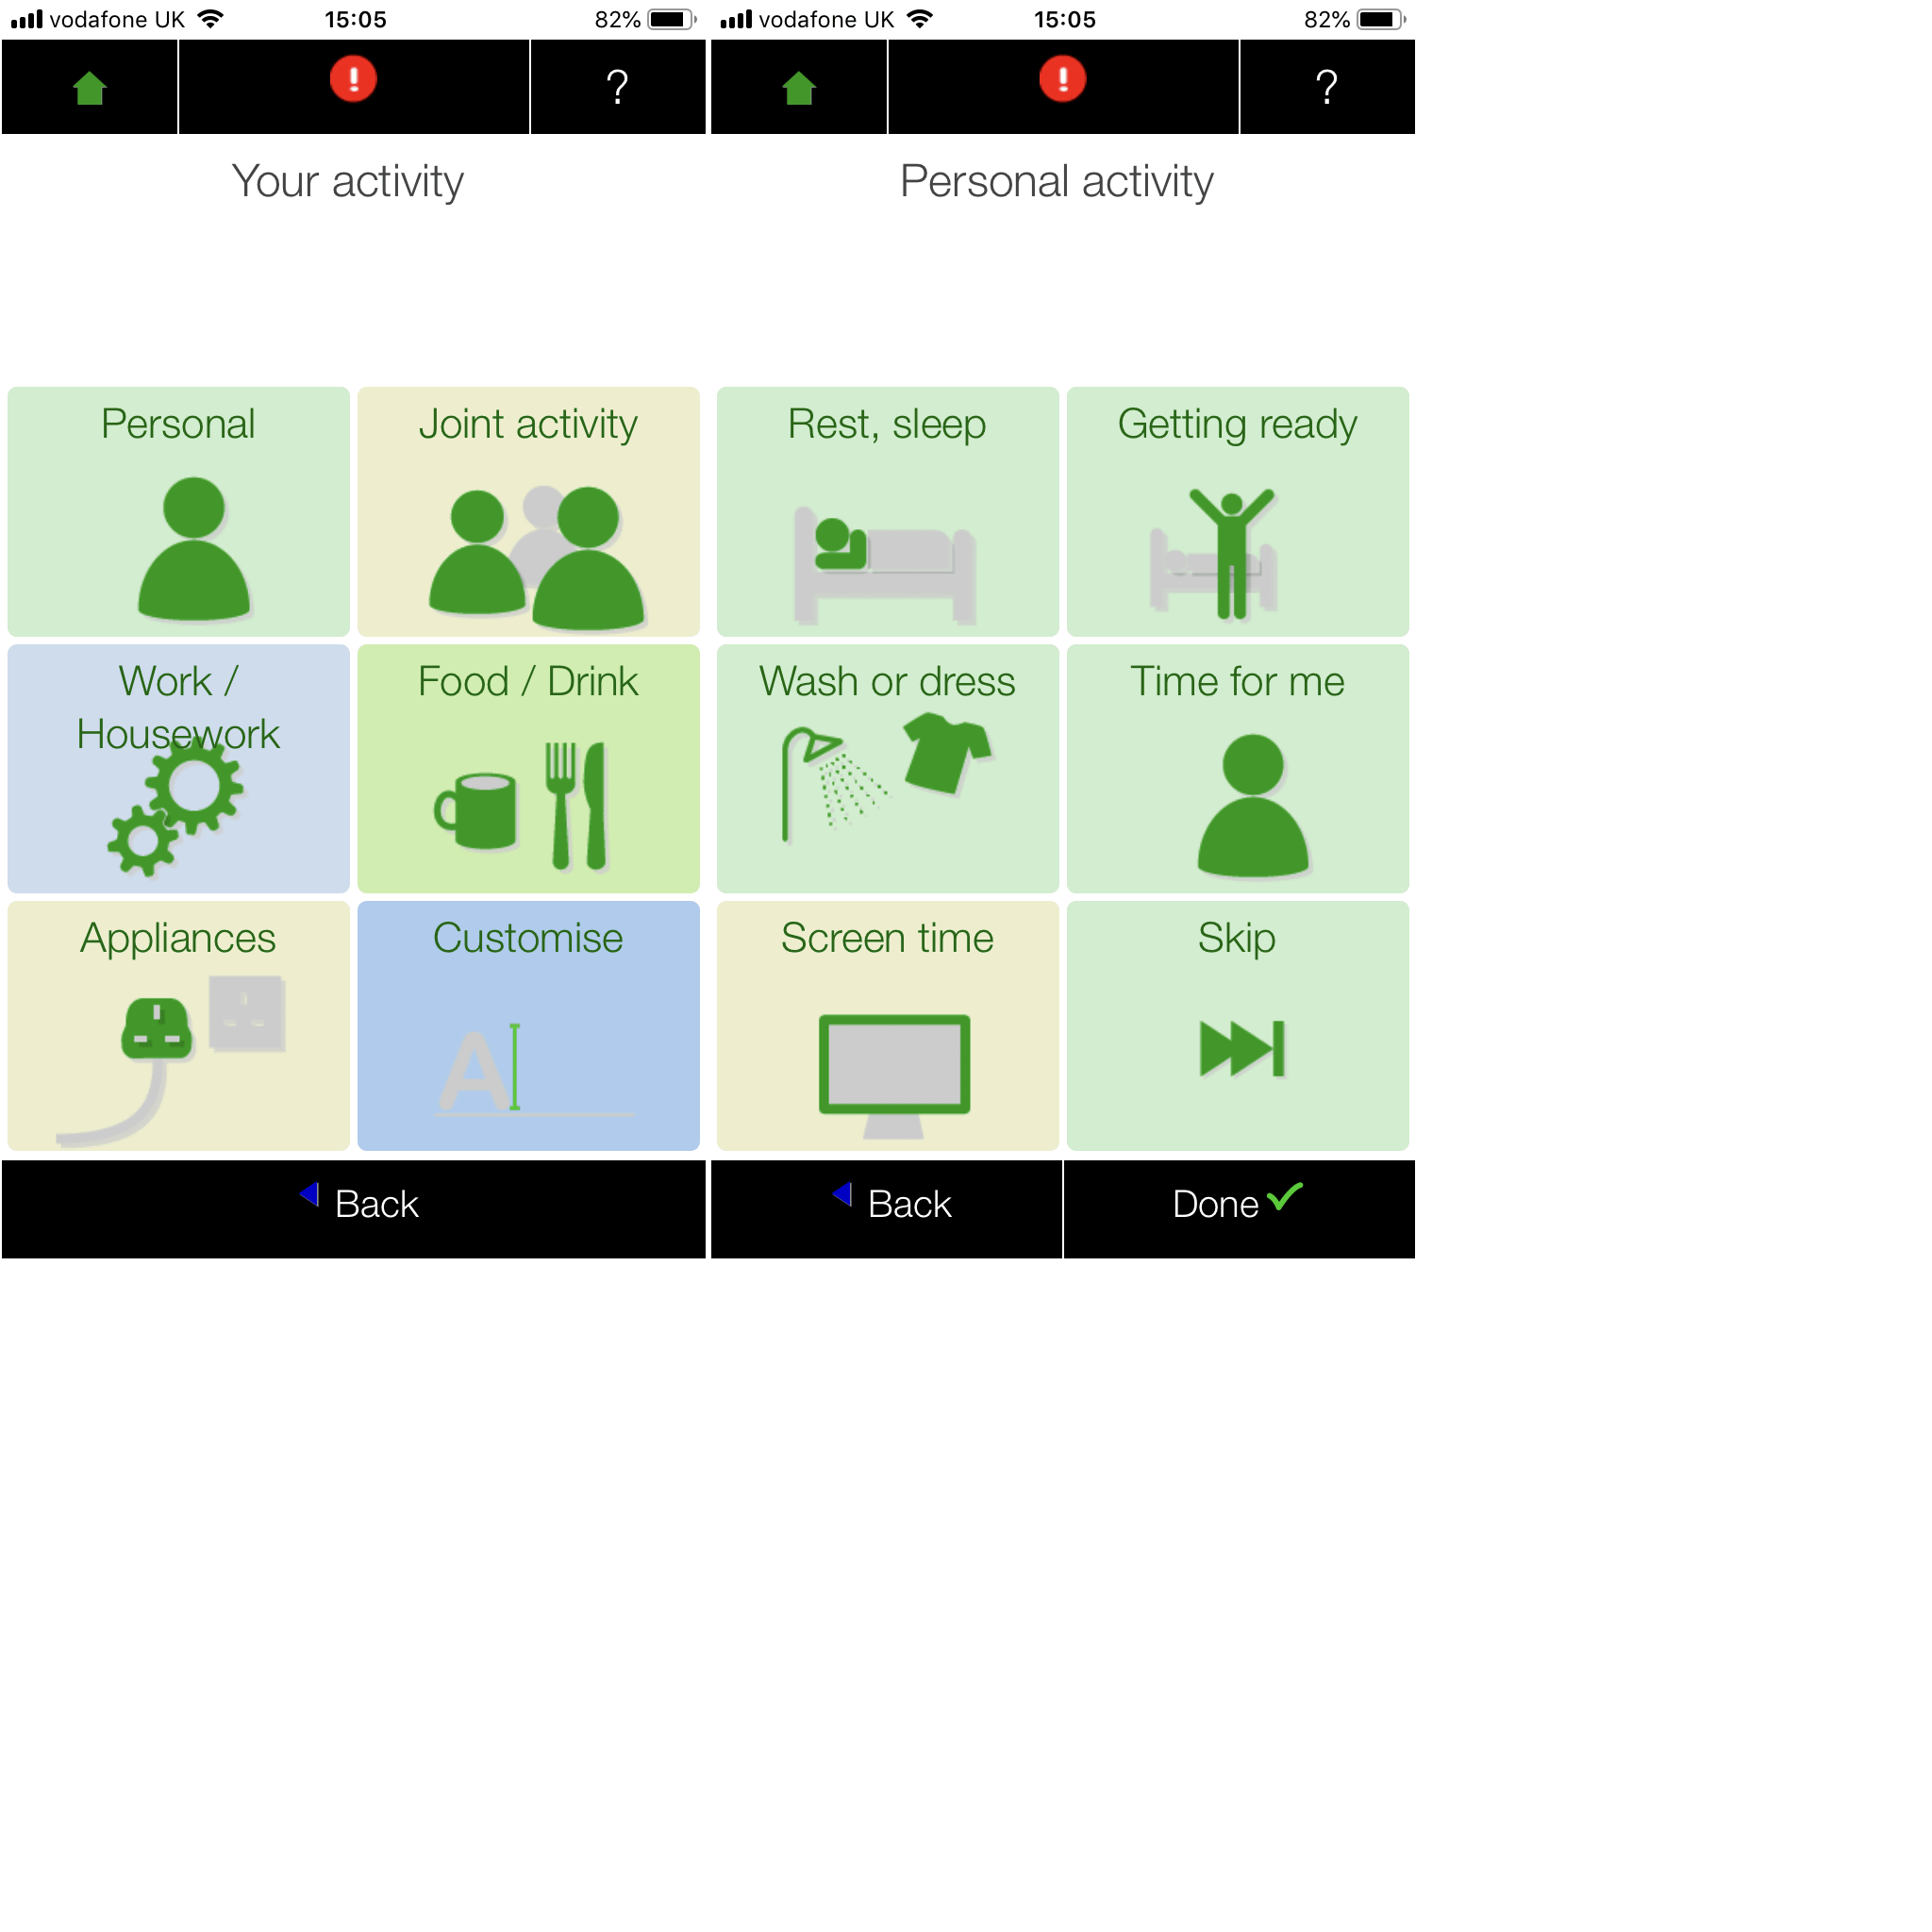 vodafone UK 15:05 82%
?
Your activity
Personal
Joint activity
Work /
Housework
Food / Drink
Appliances
Customise
A
Back
vodafone UK 15:05 82%
?
Personal activity
Rest, sleep
Getting ready
Wash or dress
Time for me
Screen time
Skip
Back
Done